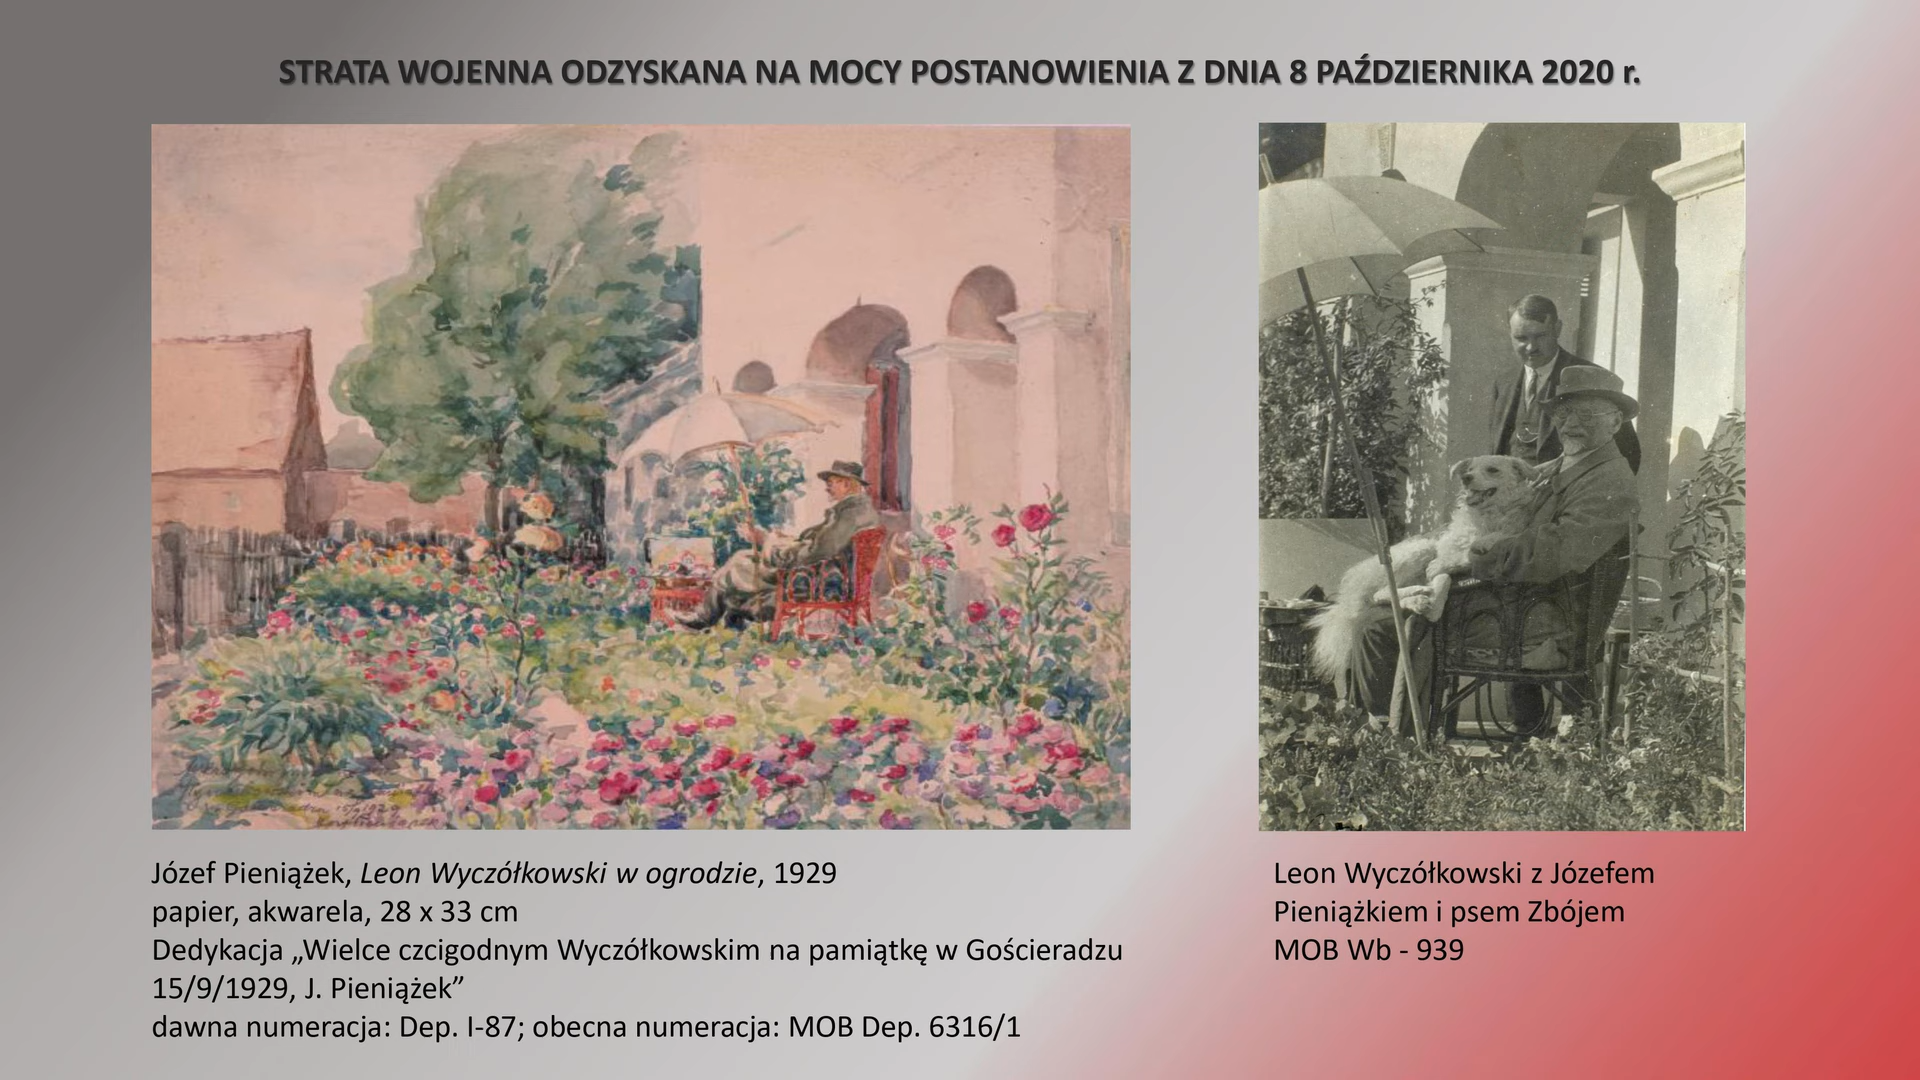 STRATA WOJENNA ODZYSKANA NA MOCY POSTANOWIENIA Z DNIA 8 PAŹDZIERNIKA 2020 r.
Józef Pieniążek, Leon Wyczółkowski w ogrodzie, 1929
papier, akwarela, 28 x 33 cm
Dedykacja „Wielce czcigodnym Wyczółkowskim na pamiątkę w Gościeradzu
15/9/1929, J. Pieniążek”
dawna numeracja: Dep. I-87; obecna numeracja: MOB Dep. 6316/1
Leon Wyczółkowski z Józefem
Pieniążkiem i psem Zbójem
MOB Wb - 939